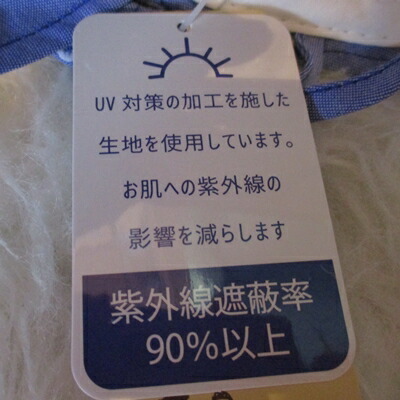 UV 対策の加工を施した
生地を使用しています。
お肌への紫外線の
影響を減らします
紫外線遮蔽率
90%以上